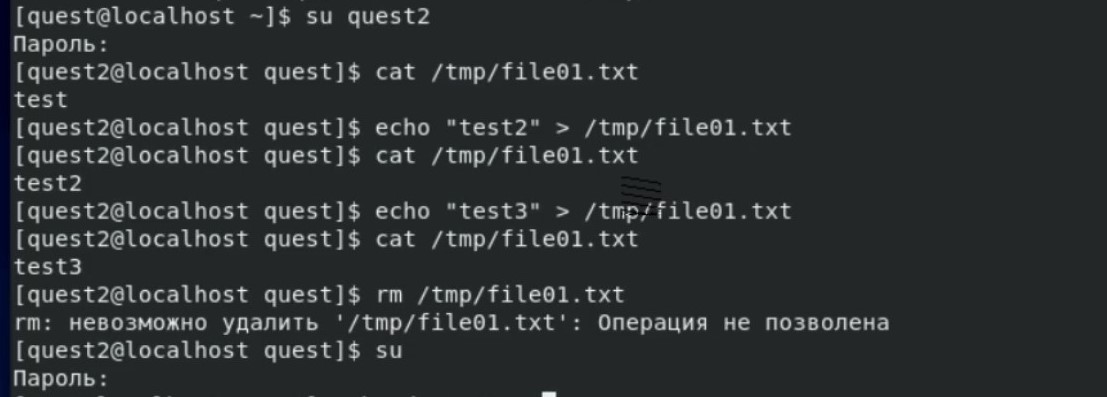 [quest@localhost ~]$ su quest2
Пароль:
[quest2@localhost quest]$ cat /tmp/file01.txt
test
[quest2@localhost quest]$ echo "test2" > /tmp/file01.txt
[quest2@localhost quest]$ cat /tmp/file01.txt
test2
[quest2@localhost quest]$ echo "test3" > /tmp/file01.txt
[quest2@localhost quest]$ cat /tmp/file01.txt
test3
[quest2@localhost quest]$ rm /tmp/file01.txt
rm: невозможно удалить '/tmp/file01.txt': Операция не позволена
[quest2@localhost quest]$ su
Пароль: